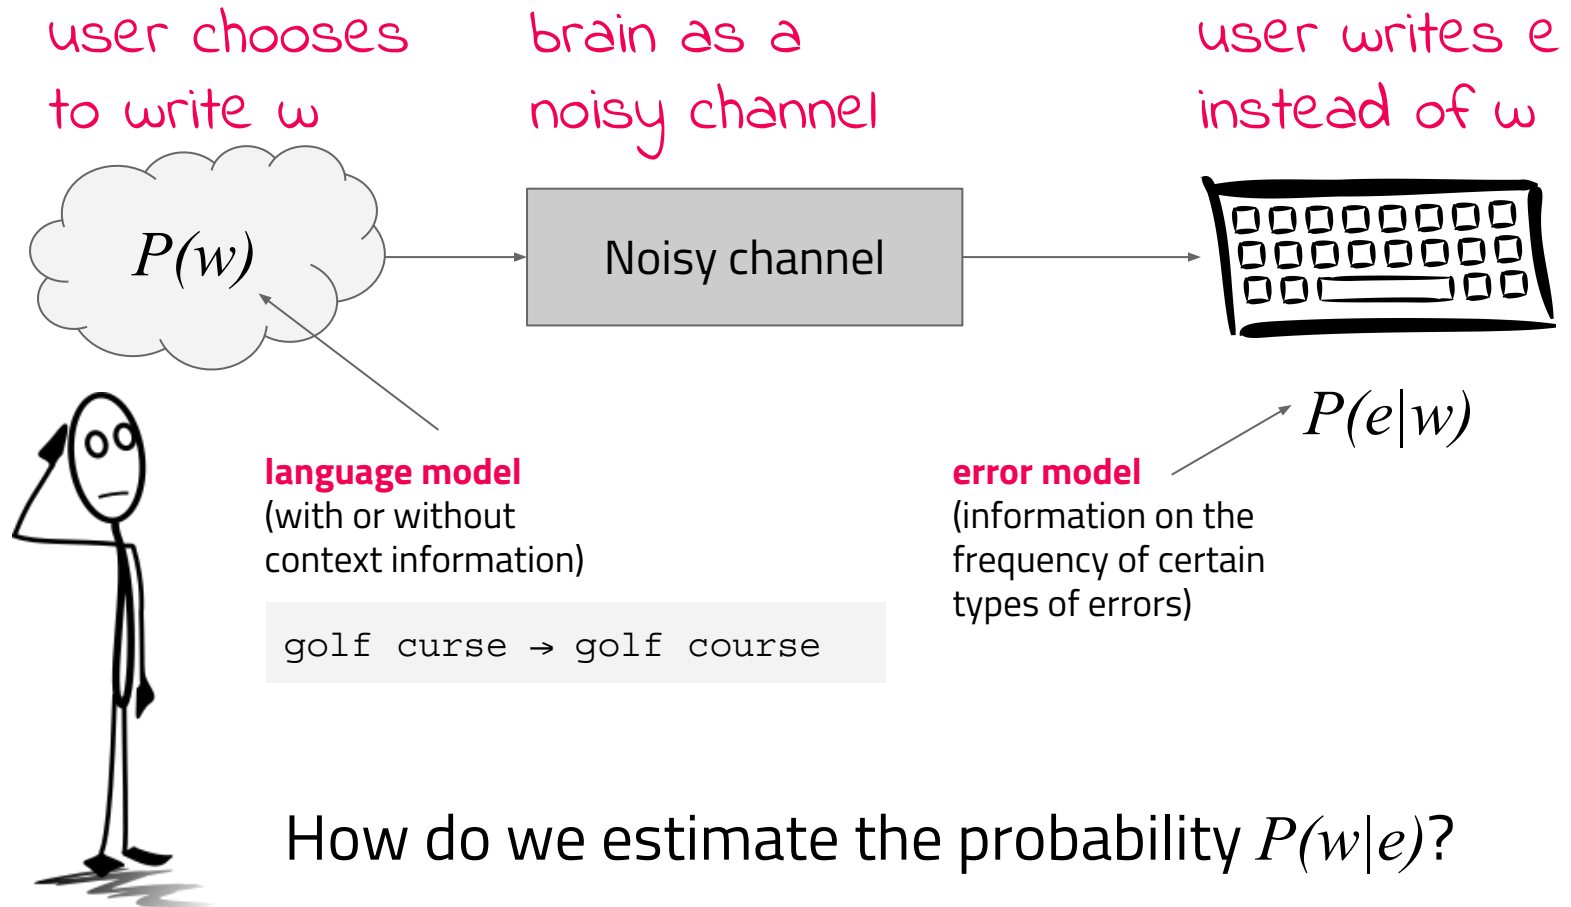 user chooses
to write w
brain as a
noisy channel
user writes e
instead of w
P(w)
Noisy channel
P(e|w)
language model
(with or without
context information)
golf curse → golf course
error model
(information on the
frequency of certain
types of errors)
How do we estimate the probability P(w|e)?